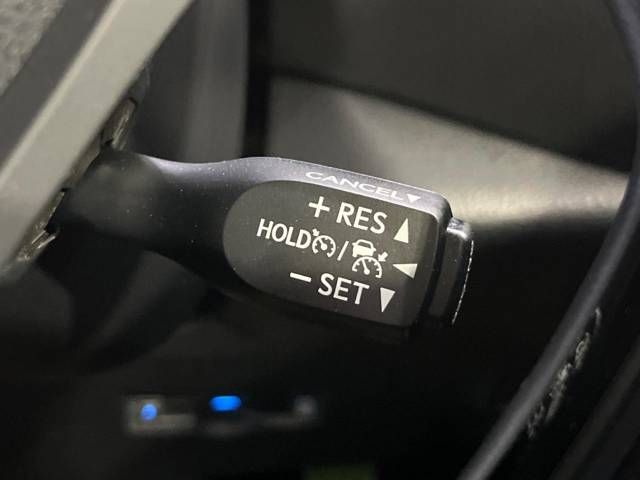 CANCEL▼
+ RES ▲
HOLD / ◀
− SET ▼